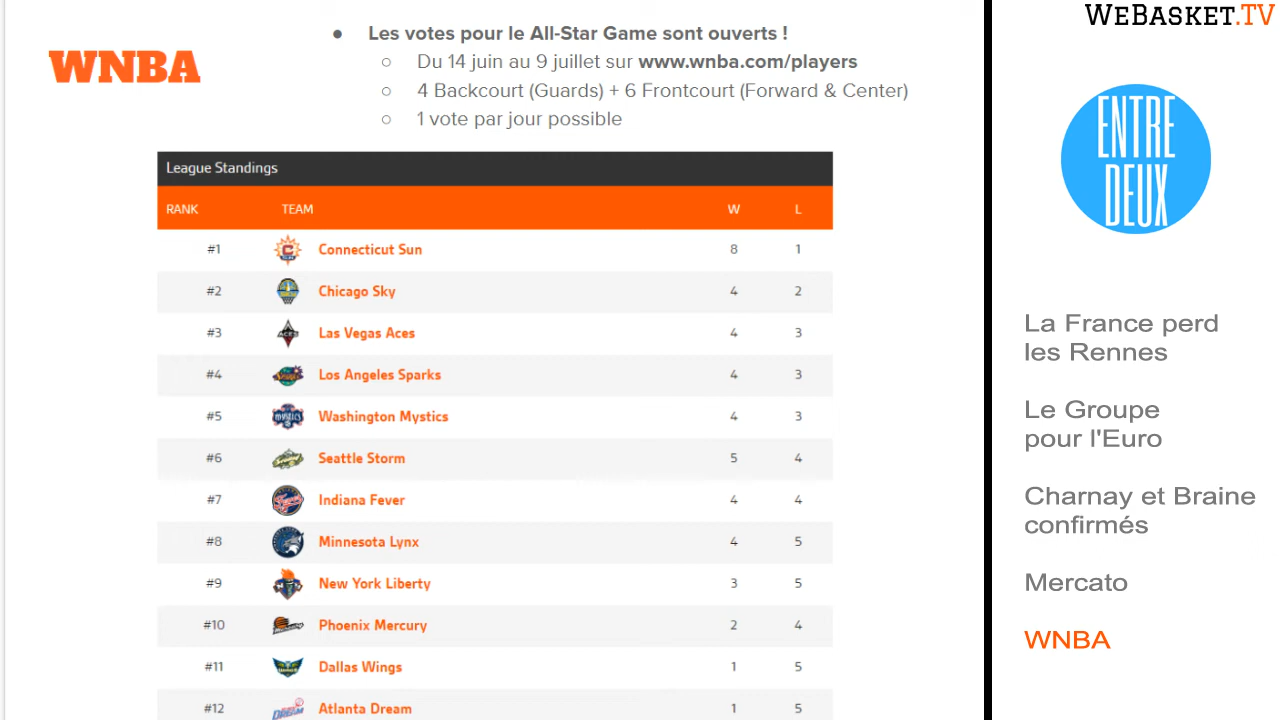 WNBA
● Les votes pour le All-Star Game sont ouverts !
○ Du 14 juin au 9 juillet sur www.wnba.com/players
○ 4 Backcourt (Guards) + 6 Frontcourt (Forward & Center)
○ 1 vote par jour possible
League Standings
RANK TEAM W L
#1 Connecticut Sun 8 1
#2 Chicago Sky 4 2
#3 Las Vegas Aces 4 3
#4 Los Angeles Sparks 4 3
#5 Washington Mystics 4 3
#6 Seattle Storm 5 4
#7 Indiana Fever 4 4
#8 Minnesota Lynx 4 5
#9 New York Liberty 3 5
#10 Phoenix Mercury 2 4
#11 Dallas Wings 1 5
#12 Atlanta Dream 1 5
WEBASKET.TV
ENTRE
DEUX
La France perd
les Rennes
Le Groupe
pour l'Euro
Charnay et Braine
confirmés
Mercato
WNBA